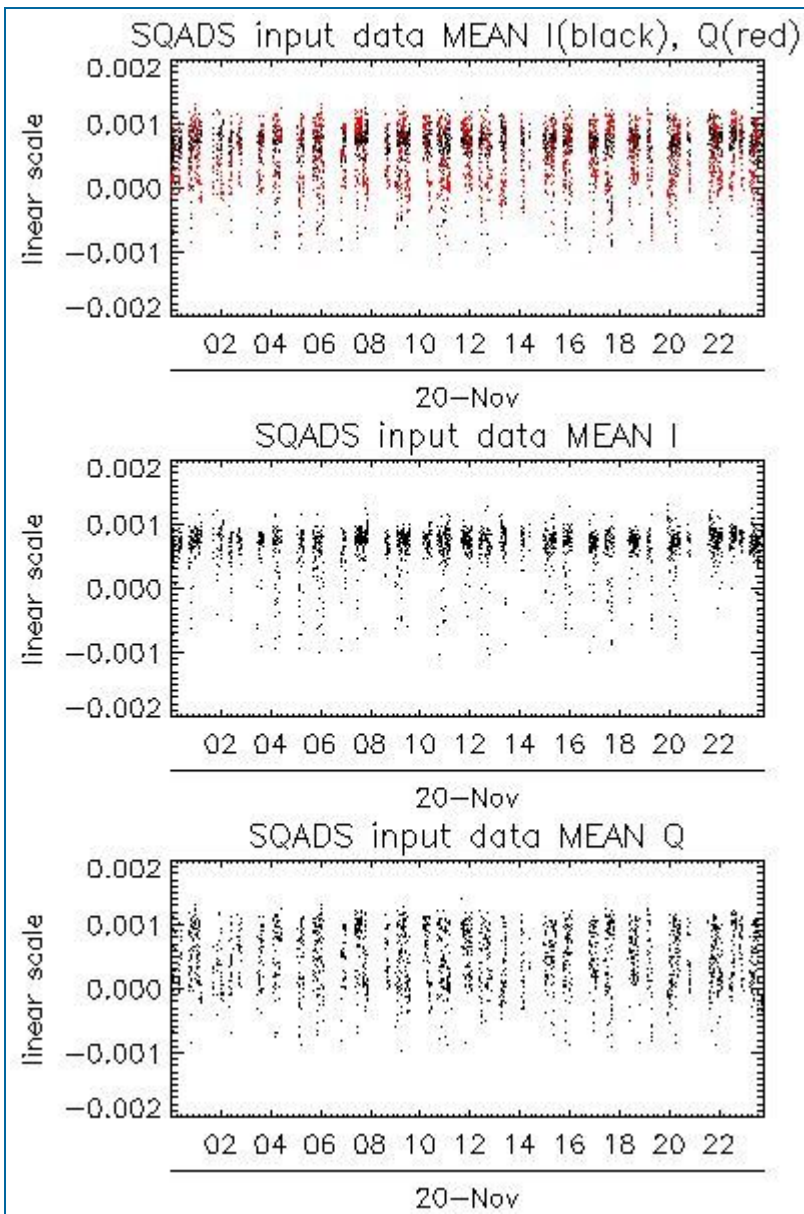 SQADS input data MEAN I(black), Q(red)
0.002
0.001
0.000
−0.001
−0.002
linear scale
02 04 06 08 10 12 14 16 18 20 22
20−Nov
SQADS input data MEAN I
0.002
0.001
0.000
−0.001
−0.002
linear scale
02 04 06 08 10 12 14 16 18 20 22
20−Nov
SQADS input data MEAN Q
0.002
0.001
0.000
−0.001
−0.002
linear scale
02 04 06 08 10 12 14 16 18 20 22
20−Nov